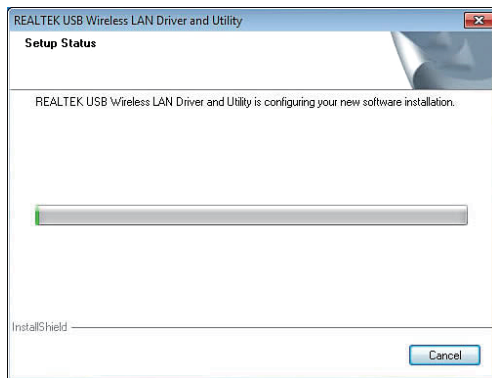 REALTEK USB Wireless LAN Driver and Utility
Setup Status
REALTEK USB Wireless LAN Driver and Utility is configuring your new software installation.
InstallShield
Cancel